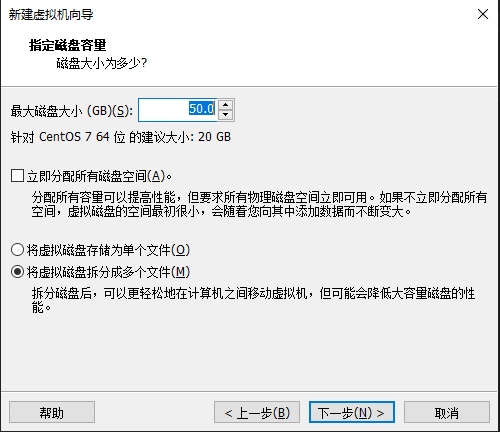 新建虚拟机向导
指定磁盘容量
磁盘大小为多少?
最大磁盘大小 (GB)(S): 50.0
针对 CentOS 7 64 位 的建议大小: 20 GB
立即分配所有磁盘空间(A)。
分配所有容量可以提高性能，但要求所有物理磁盘空间立即可用。如果不立即分配所有
空间，虚拟磁盘的空间最初很小，会随着您向其中添加数据而不断变大。
将虚拟磁盘存储为单个文件(O)
将虚拟磁盘拆分成多个文件(M)
拆分磁盘后，可以更轻松地在计算机之间移动虚拟机，但可能会降低大容量磁盘的性
能。
帮助 < 上一步(B) 下一步(N) > 取消